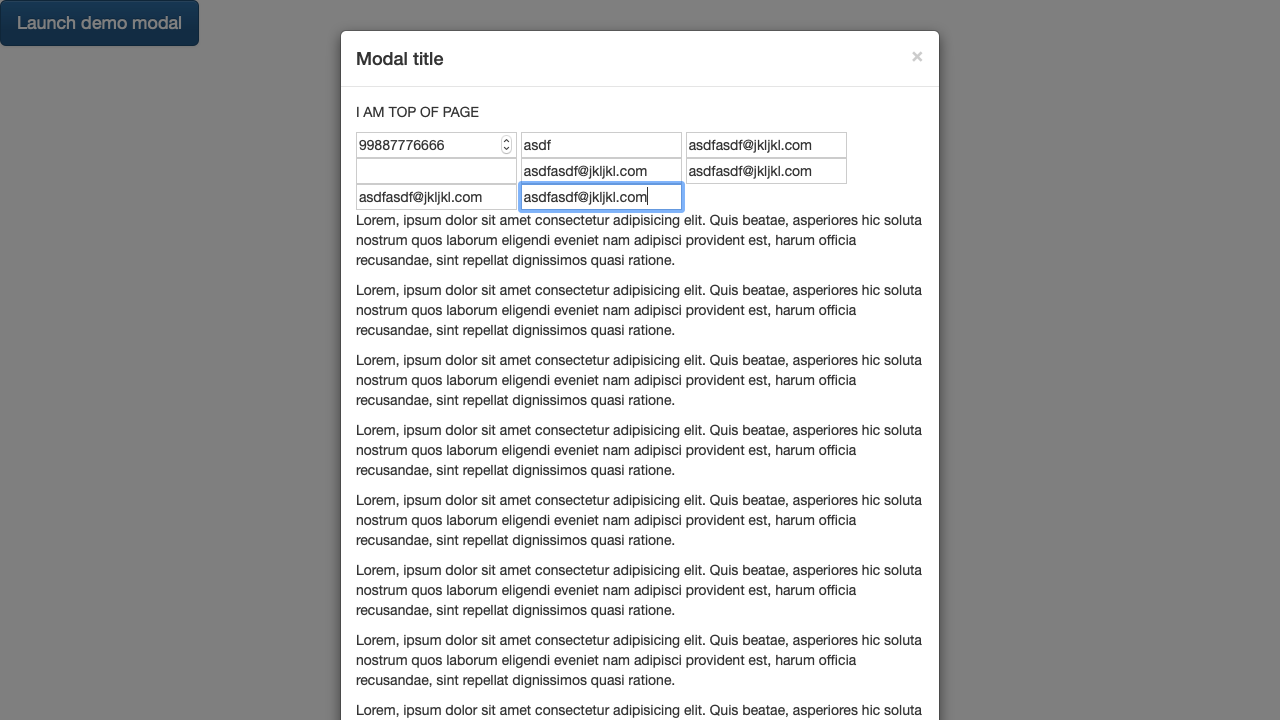 Launch demo modal
Modal title
×
I AM TOP OF PAGE
99887776666 asdf asdfasdf@jkljkl.com
asdfasdf@jkljkl.com asdfasdf@jkljkl.com
asdfasdf@jkljkl.com asdfasdf@jkljkl.com
Lorem, ipsum dolor sit amet consectetur adipisicing elit. Quis beatae, asperiores hic soluta
nostrum quos laborum eligendi eveniet nam adipisci provident est, harum officia
recusandae, sint repellat dignissimos quasi ratione.
Lorem, ipsum dolor sit amet consectetur adipisicing elit. Quis beatae, asperiores hic soluta
nostrum quos laborum eligendi eveniet nam adipisci provident est, harum officia
recusandae, sint repellat dignissimos quasi ratione.
Lorem, ipsum dolor sit amet consectetur adipisicing elit. Quis beatae, asperiores hic soluta
nostrum quos laborum eligendi eveniet nam adipisci provident est, harum officia
recusandae, sint repellat dignissimos quasi ratione.
Lorem, ipsum dolor sit amet consectetur adipisicing elit. Quis beatae, asperiores hic soluta
nostrum quos laborum eligendi eveniet nam adipisci provident est, harum officia
recusandae, sint repellat dignissimos quasi ratione.
Lorem, ipsum dolor sit amet consectetur adipisicing elit. Quis beatae, asperiores hic soluta
nostrum quos laborum eligendi eveniet nam adipisci provident est, harum officia
recusandae, sint repellat dignissimos quasi ratione.
Lorem, ipsum dolor sit amet consectetur adipisicing elit. Quis beatae, asperiores hic soluta
nostrum quos laborum eligendi eveniet nam adipisci provident est, harum officia
recusandae, sint repellat dignissimos quasi ratione.
Lorem, ipsum dolor sit amet consectetur adipisicing elit. Quis beatae, asperiores hic soluta
nostrum quos laborum eligendi eveniet nam adipisci provident est, harum officia
recusandae, sint repellat dignissimos quasi ratione.
Lorem, ipsum dolor sit amet consectetur adipisicing elit. Quis beatae, asperiores hic soluta